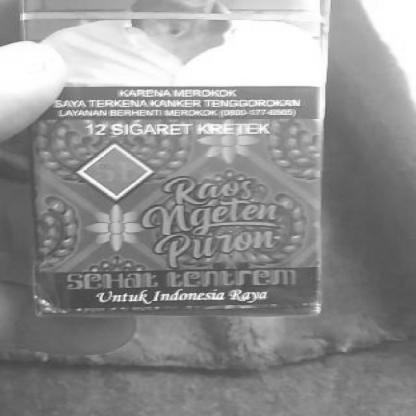 KARENA MEROKOK
SAYA TERKENA KANKER TENGGOROKAN
LAYANAN BERHENTI MEROKOK (0800-177-6565)
12 SIGARET KRETEK
Raos
Ngeten
Puron
SEHAT TENTREM
Untuk Indonesia Raya